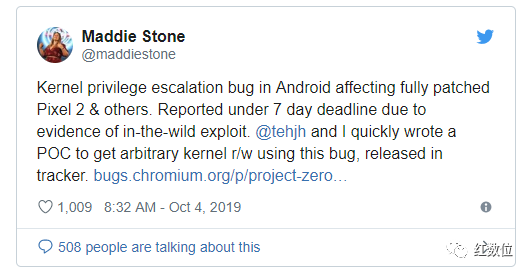 Maddie Stone
@maddiestone
Kernel privilege escalation bug in Android affecting fully patched
Pixel 2 & others. Reported under 7 day deadline due to
evidence of in-the-wild exploit. @tehjh and I quickly wrote a
POC to get arbitrary kernel r/w using this bug, released in
tracker. bugs.chromium.org/p/project-zero…
1,009 8:32 AM - Oct 4, 2019
508 people are talking about this
红数位